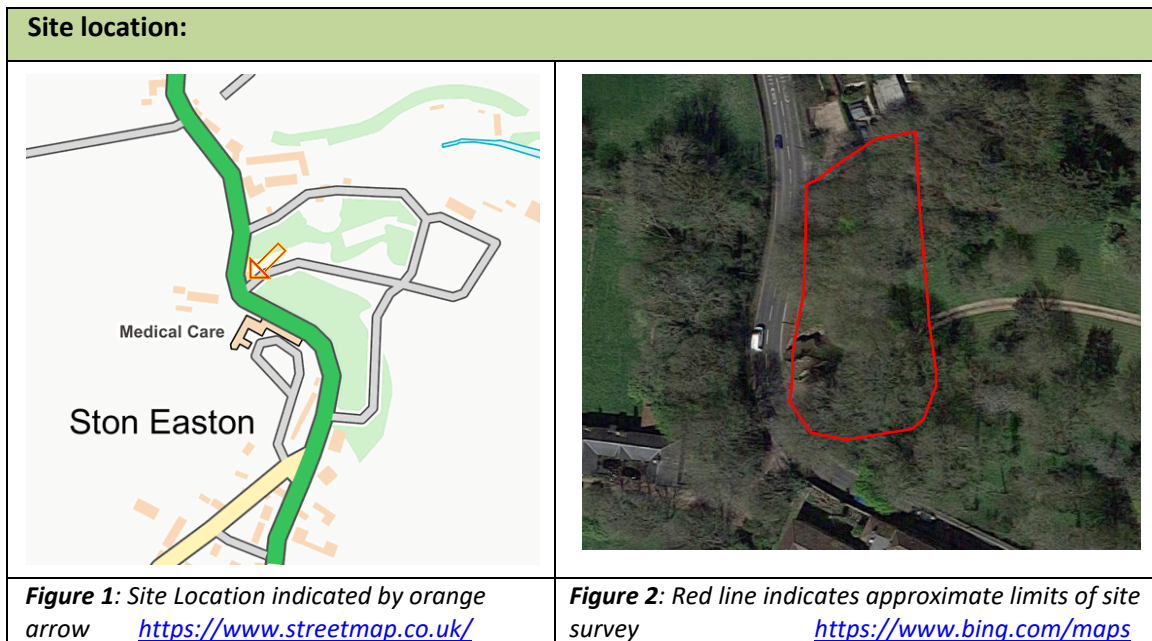 Site location:
Medical Care
Ston Easton
Figure 1: Site Location indicated by orange
arrow https://www.streetmap.co.uk/
Figure 2: Red line indicates approximate limits of site
survey https://www.bing.com/maps